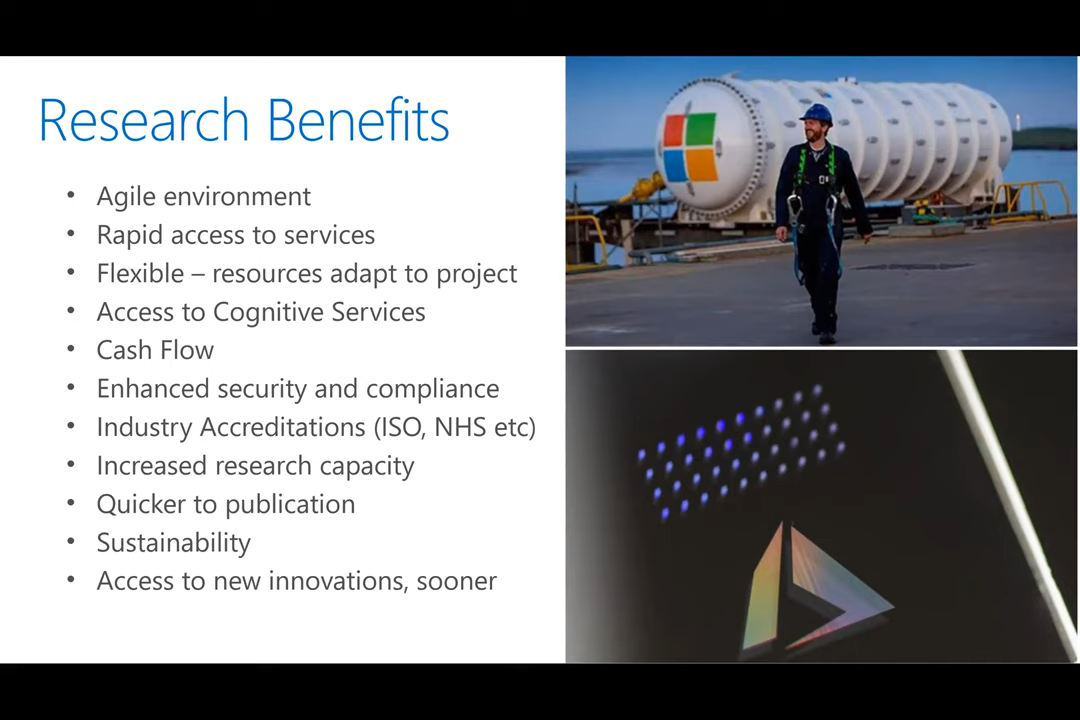 Research Benefits
• Agile environment
• Rapid access to services
• Flexible – resources adapt to project
• Access to Cognitive Services
• Cash Flow
• Enhanced security and compliance
• Industry Accreditations (ISO, NHS etc)
• Increased research capacity
• Quicker to publication
• Sustainability
• Access to new innovations, sooner